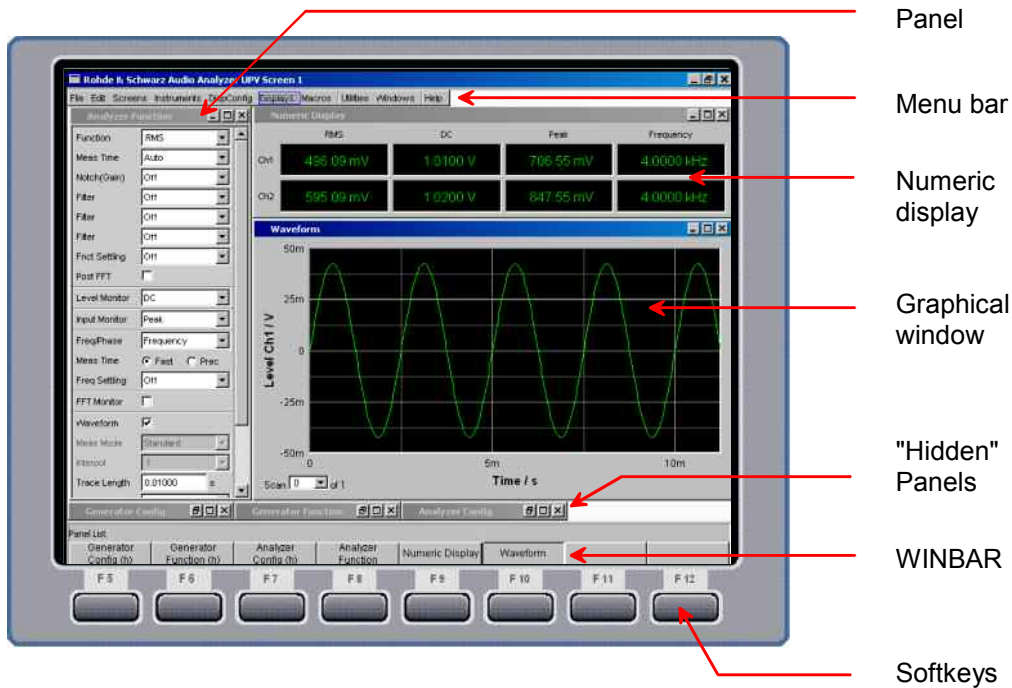 Panel
Rohde & Schwarz Audio Analyzer UPV Screen 1
File Edit Screens Instruments DispConfig Displays Macros Utilities Windows Help
Menu bar
Analyzer Function
Numeric Display
RMS DC Peak Frequency
Ch1 496.09 mV 1.0100 V 706.55 mV 4.0000 kHz
Ch2 595.09 mV 1.0200 V 847.55 mV 4.0000 kHz
Numeric
display
Function RMS
Meas Time Auto
Notch(Gain) Off
Filter Off
Filter Off
Filter Off
Fnct Settling Off
Post FFT
Level Monitor DC
Input Monitor Peak
Freq/Phase Frequency
Meas Time Fast Prec
Freq Settling Off
FFT Monitor
Waveform
Meas Mode Standard
Interpol 1
Trace Length 0.01000 s
Waveform
50m
25m
0
-25m
-50m
Level Ch1 / V
0 5m 10m
Time / s
Scan 0 of 1
Graphical
window
"Hidden"
Panels
Generator Config Generator Function Analyzer Config
Panel List
Generator Config (h)
Generator Function (h)
Analyzer Config (h)
Analyzer Function
Numeric Display
Waveform
WINBAR
F 5 F 6 F 7 F 8 F 9 F 10 F 11 F 12
Softkeys